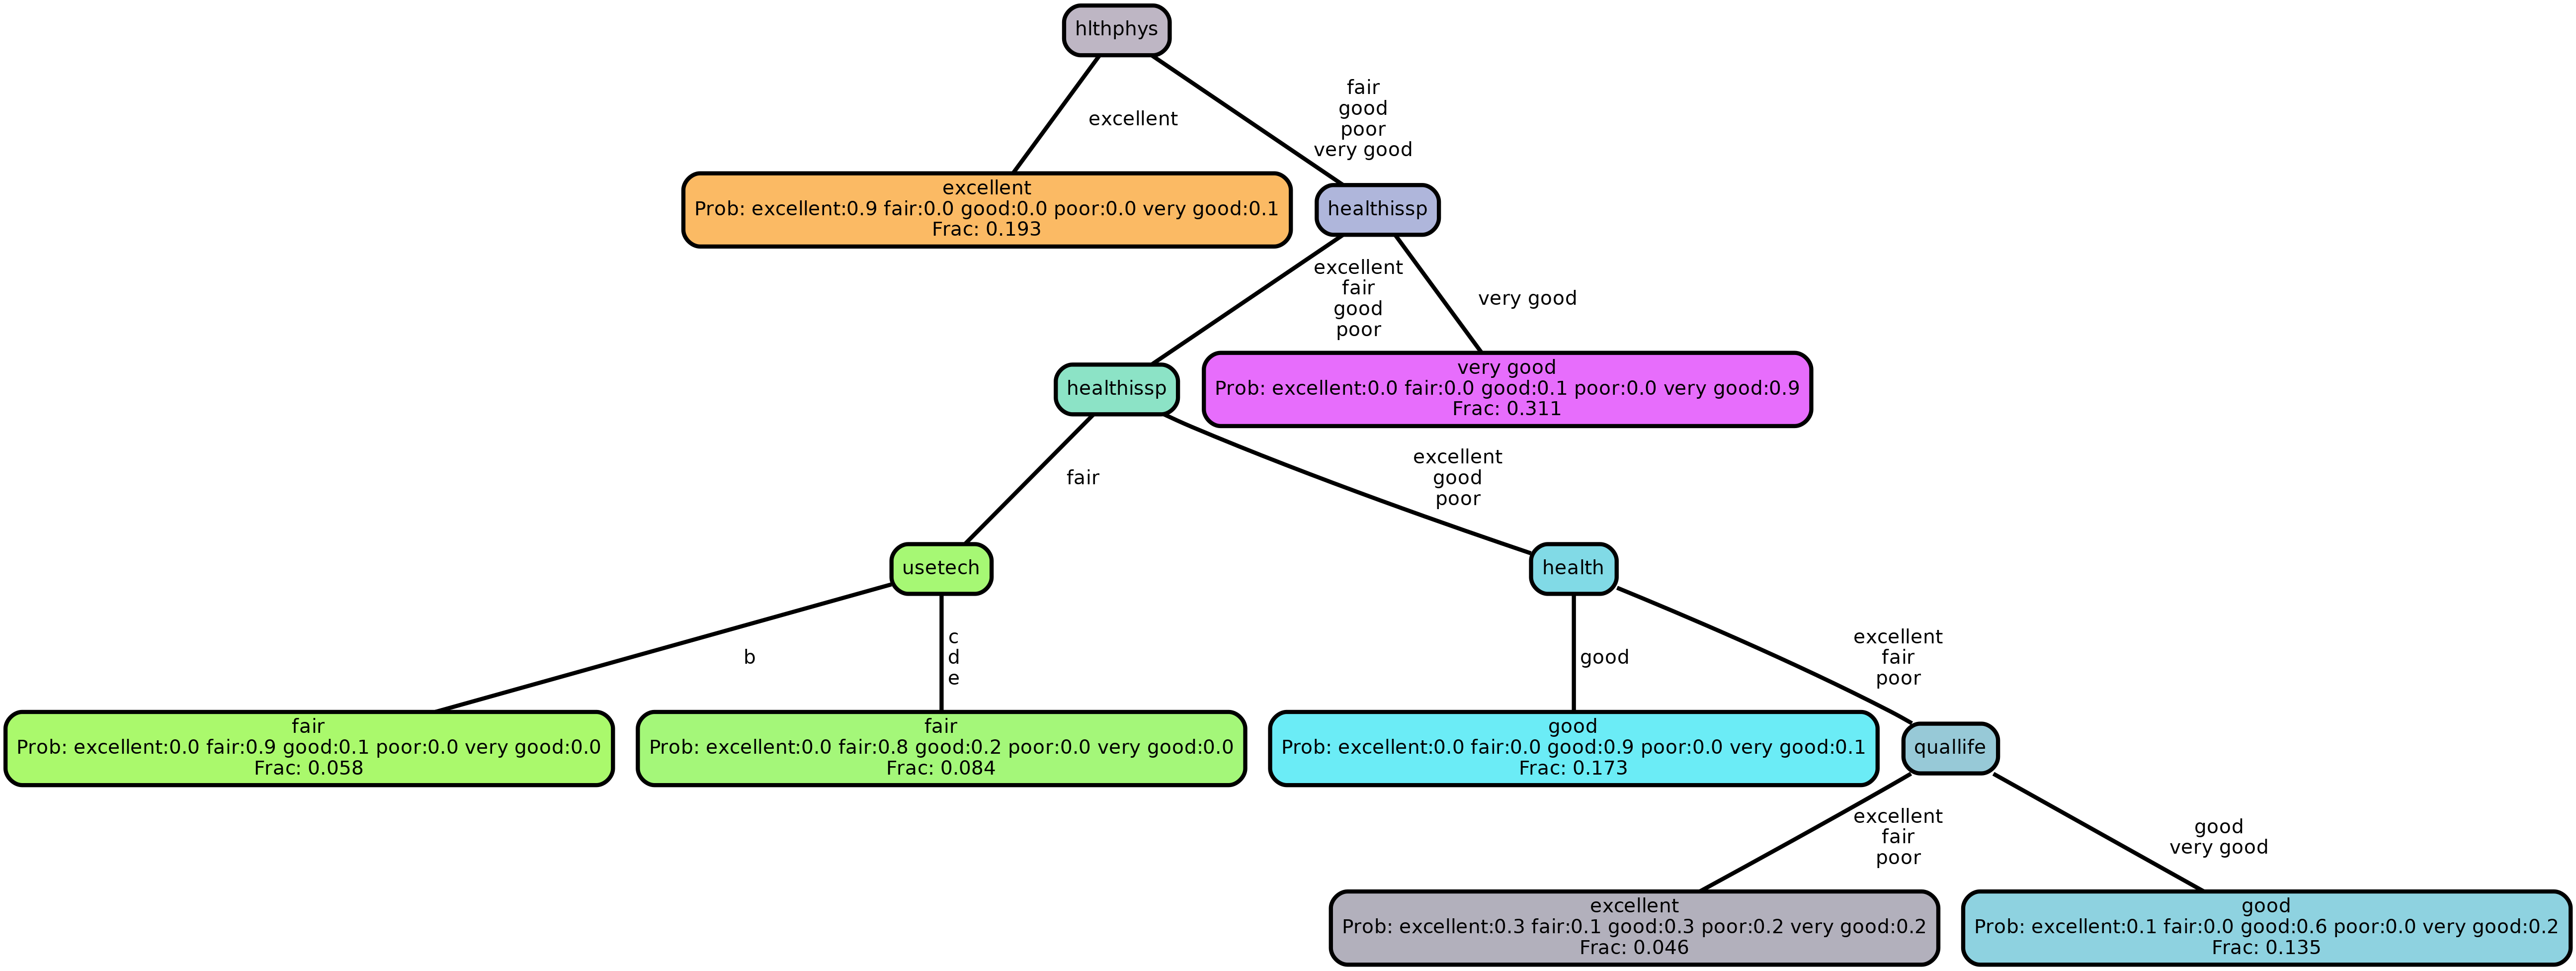 hlthphys
excellent
fair
good
poor
very good
excellent
Prob: excellent:0.9 fair:0.0 good:0.0 poor:0.0 very good:0.1
Frac: 0.193
healthissp
excellent
fair
good
poor
very good
healthissp
very good
Prob: excellent:0.0 fair:0.0 good:0.1 poor:0.0 very good:0.9
Frac: 0.311
fair
excellent
good
poor
usetech
health
b
c
d
e
good
excellent
fair
poor
fair
Prob: excellent:0.0 fair:0.9 good:0.1 poor:0.0 very good:0.0
Frac: 0.058
fair
Prob: excellent:0.0 fair:0.8 good:0.2 poor:0.0 very good:0.0
Frac: 0.084
good
Prob: excellent:0.0 fair:0.0 good:0.9 poor:0.0 very good:0.1
Frac: 0.173
quallife
excellent
fair
poor
good
very good
excellent
Prob: excellent:0.3 fair:0.1 good:0.3 poor:0.2 very good:0.2
Frac: 0.046
good
Prob: excellent:0.1 fair:0.0 good:0.6 poor:0.0 very good:0.2
Frac: 0.135